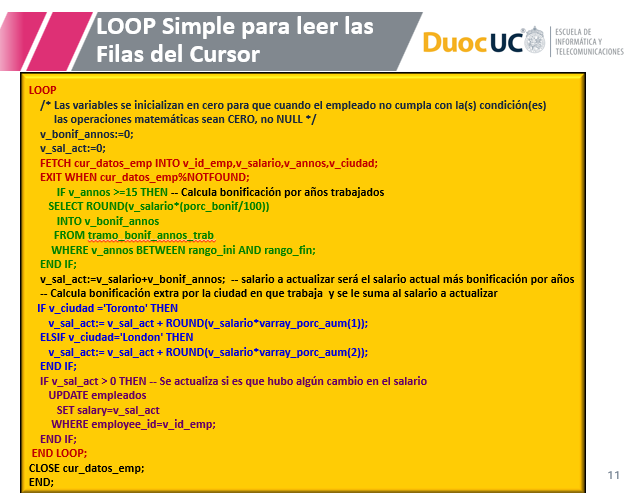 LOOP Simple para leer las
Filas del Cursor
Duoc UC
ESCUELA DE
INFORMÁTICA Y
TELECOMUNICACIONES
LOOP
/* Las variables se inicializan en cero para que cuando el empleado no cumpla con la(s) condición(es)
las operaciones matemáticas sean CERO, no NULL */
v_bonif_annos:=0;
v_sal_act:=0;
FETCH cur_datos_emp INTO v_id_emp,v_salario,v_annos,v_ciudad;
EXIT WHEN cur_datos_emp%NOTFOUND;
IF v_annos >=15 THEN -- Calcula bonificación por años trabajados
SELECT ROUND(v_salario*(porc_bonif/100))
INTO v_bonif_annos
FROM tramo_bonif_annos_trab
WHERE v_annos BETWEEN rango_ini AND rango_fin;
END IF;
v_sal_act:=v_salario+v_bonif_annos; -- salario a actualizar será el salario actual más bonificación por años
-- Calcula bonificación extra por la ciudad en que trabaja y se le suma al salario a actualizar
IF v_ciudad ='Toronto' THEN
v_sal_act:= v_sal_act + ROUND(v_salario*varray_porc_aum(1));
ELSIF v_ciudad='London' THEN
v_sal_act:= v_sal_act + ROUND(v_salario*varray_porc_aum(2));
END IF;
IF v_sal_act > 0 THEN -- Se actualiza si es que hubo algún cambio en el salario
UPDATE empleados
SET salary=v_sal_act
WHERE employee_id=v_id_emp;
END IF;
END LOOP;
CLOSE cur_datos_emp;
END;
11